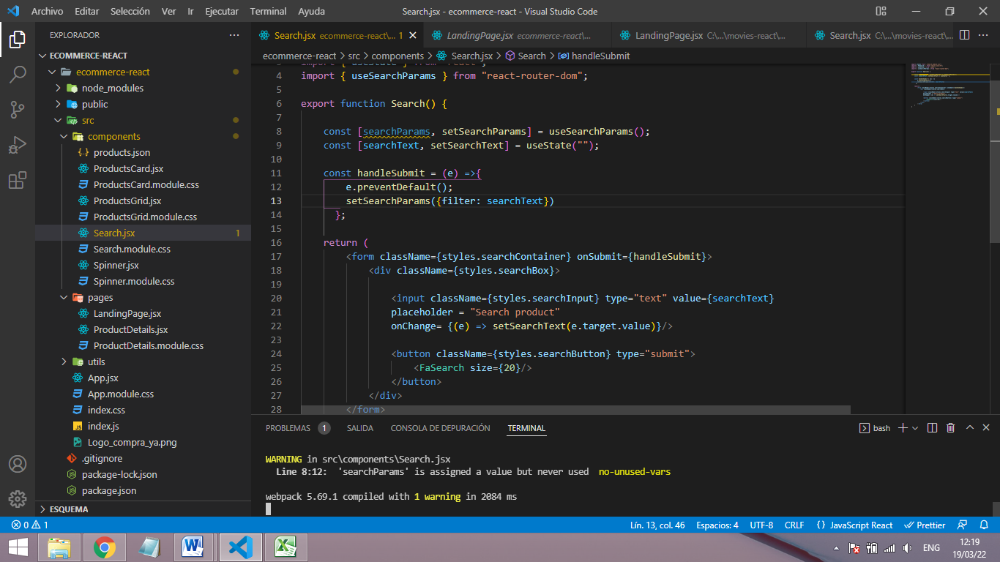 Archivo Editar Selección Ver Ir Ejecutar Terminal Ayuda Search.jsx - ecommerce-react - Visual Studio Code
EXPLORADOR
ECOMMERCE-REACT
ecommerce-react
node_modules
public
src
components
products.json
ProductsCard.jsx
ProductsCard.module.css
ProductsGrid.jsx
ProductsGrid.module.css
Search.jsx 1
Search.module.css
Spinner.jsx
Spinner.module.css
pages
LandingPage.jsx
ProductDetails.jsx
ProductDetails.module.css
utils
App.jsx
App.module.css
index.css
index.js
Logo_compra_ya.png
.gitignore
package-lock.json
package.json
ESQUEMA
Search.jsx ecommerce-react\... 1 LandingPage.jsx ecommerce-react\... LandingPage.jsx C:\...\movies-react\... Search.jsx C:\...\movies-react\...
ecommerce-react > src > components > Search.jsx > Search > handleSubmit
3 import { useState } from "react";
4 import { useSearchParams } from "react-router-dom";
5
6 export function Search() {
7
8 const [searchParams, setSearchParams] = useSearchParams();
9 const [searchText, setSearchText] = useState("");
10
11 const handleSubmit = (e) =>{
12 e.preventDefault();
13 setSearchParams({filter: searchText})
14 };
15
16 return (
17 <form className={styles.searchContainer} onSubmit={handleSubmit}>
18 <div className={styles.searchBox}>
19
20 <input className={styles.searchInput} type="text" value={searchText}
21 placeholder = "Search product"
22 onChange= {(e) => setSearchText(e.target.value)}/>
23
24 <button className={styles.searchButton} type="submit">
25 <FaSearch size={20}/>
26 </button>
27 </div>
28 </form>
PROBLEMAS 1 SALIDA CONSOLA DE DEPURACIÓN TERMINAL bash
WARNING in src\components\Search.jsx
Line 8:12: 'searchParams' is assigned a value but never used no-unused-vars
webpack 5.69.1 compiled with 1 warning in 2084 ms
0 1 Lín. 13, col. 46 Espacios: 4 UTF-8 CRLF {} JavaScript React Prettier
ENG 12:19
19/03/22